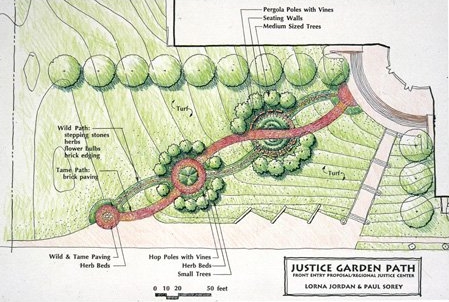 Pergola Poles with Vines
Seating Walls
Medium Sized Trees
Turf
Wild Path:
stepping stones
herbs
flower bulbs
brick edging
Tame Path:
brick paving
Turf
Wild & Tame Paving
Herb Beds
Hop Poles with Vines
Herb Beds
Small Trees
0 10 20 50 feet
JUSTICE GARDEN PATH
FRONT ENTRY PROPOSAL/REGIONAL JUSTICE CENTER
LORNA JORDAN & PAUL SOREY